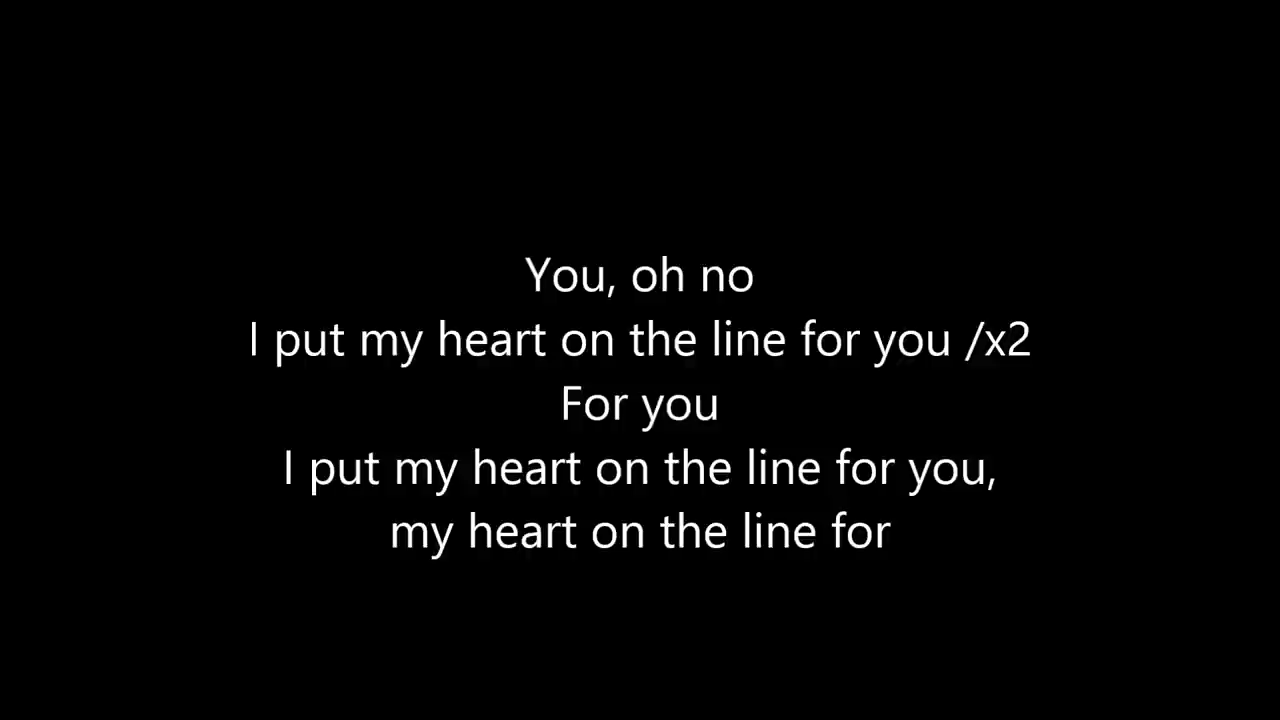 You, oh no
I put my heart on the line for you /x2
For you
I put my heart on the line for you,
my heart on the line for